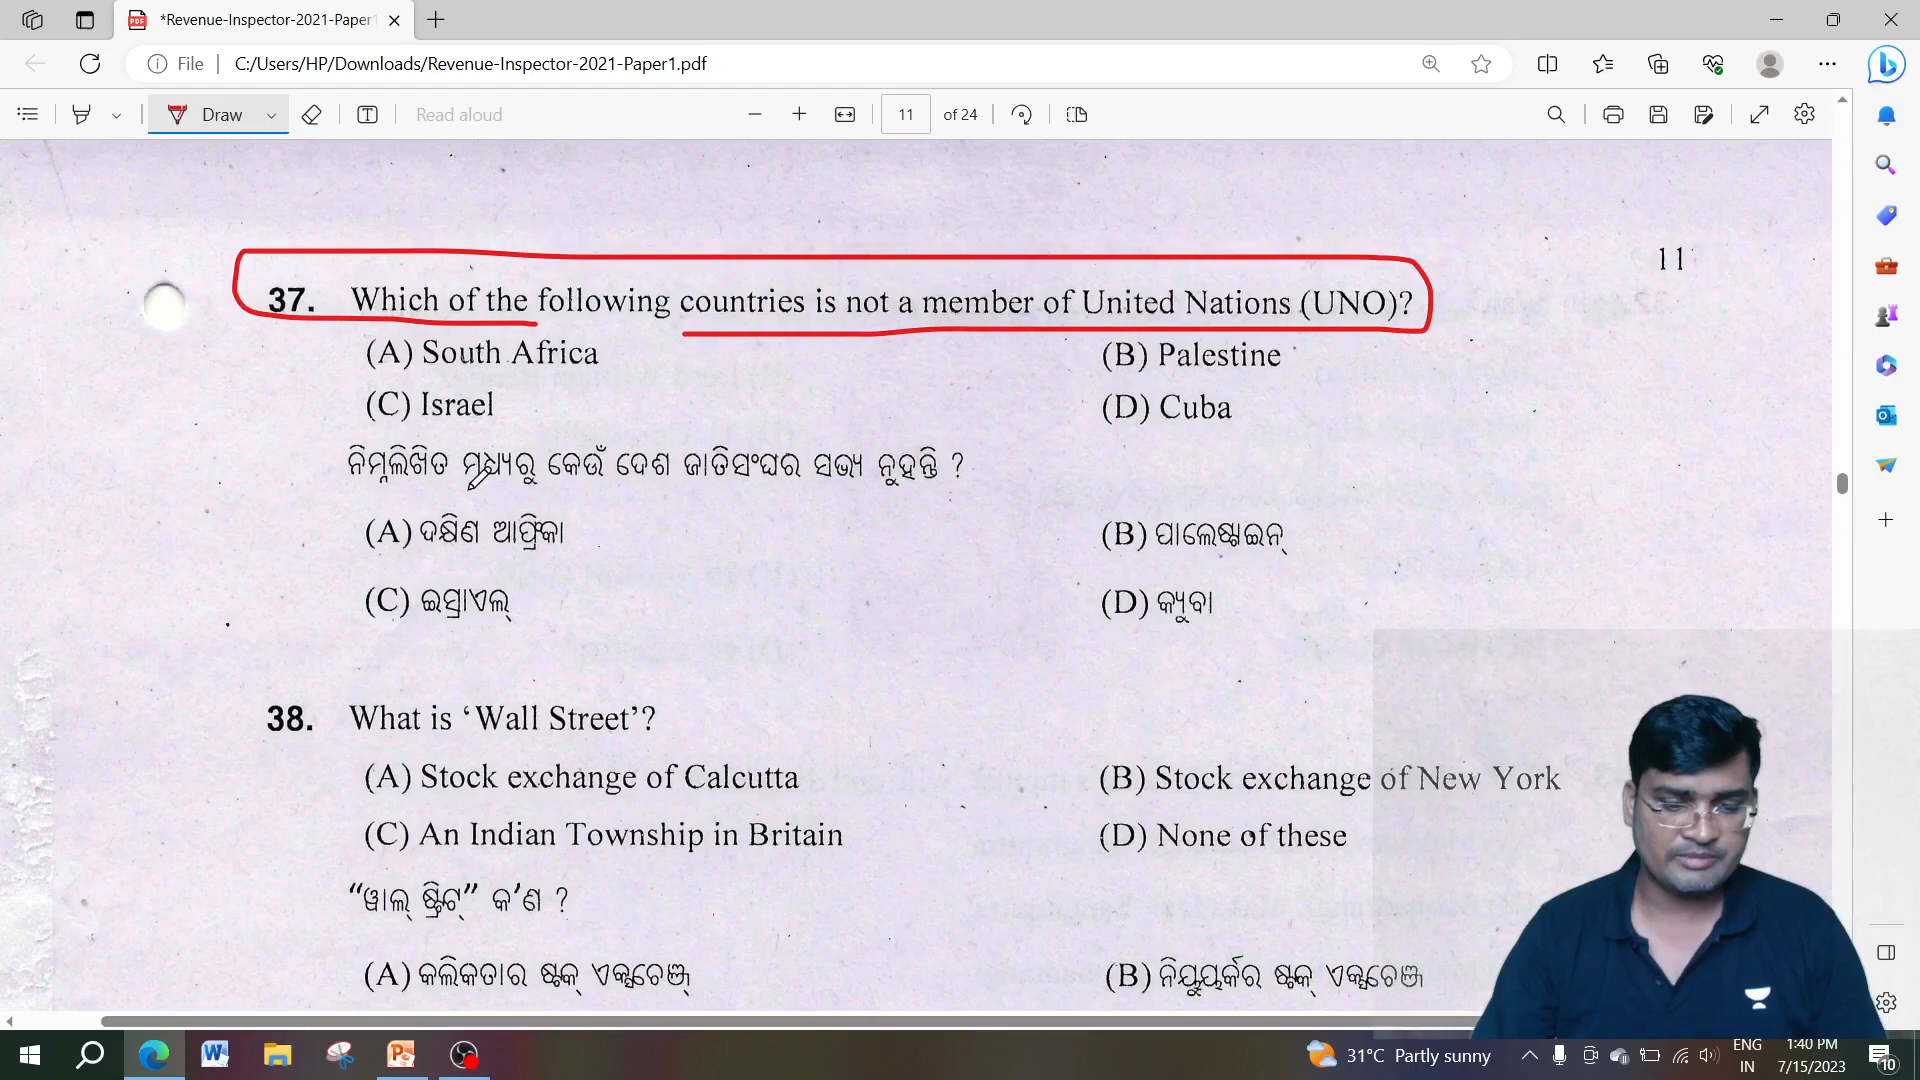 *Revenue-Inspector-2021-Paper1
File C:/Users/HP/Downloads/Revenue-Inspector-2021-Paper1.pdf
Draw Read aloud 11 of 24
11
37. Which of the following countries is not a member of United Nations (UNO)?
(A) South Africa (B) Palestine
(C) Israel (D) Cuba
ନିମ୍ନଲିଖିତ ମଧ୍ୟରୁ କେଉଁ ଦେଶ ଜାତିସଂଘର ସଭ୍ୟ ନୁହନ୍ତି ?
(A) ଦକ୍ଷିଣ ଆଫ୍ରିକା (B) ପାଲେଷ୍ଟାଇନ୍
(C) ଇସ୍ରାଏଲ୍ (D) କ୍ୟୁବା
38. What is ‘Wall Street’?
(A) Stock exchange of Calcutta (B) Stock exchange of New York
(C) An Indian Township in Britain (D) None of these
“ୱାଲ୍ ଷ୍ଟ୍ରିଟ୍” କ’ଣ ?
(A) କଲିକତାର ଷ୍ଟକ୍ ଏକ୍ସଚେଞ୍ଜ୍ (B) ନିୟୁୟର୍କର ଷ୍ଟକ୍ ଏକ୍ସଚେଞ୍ଜ
31°C Partly sunny ENG 1:40 PM
IN 7/15/2023 10